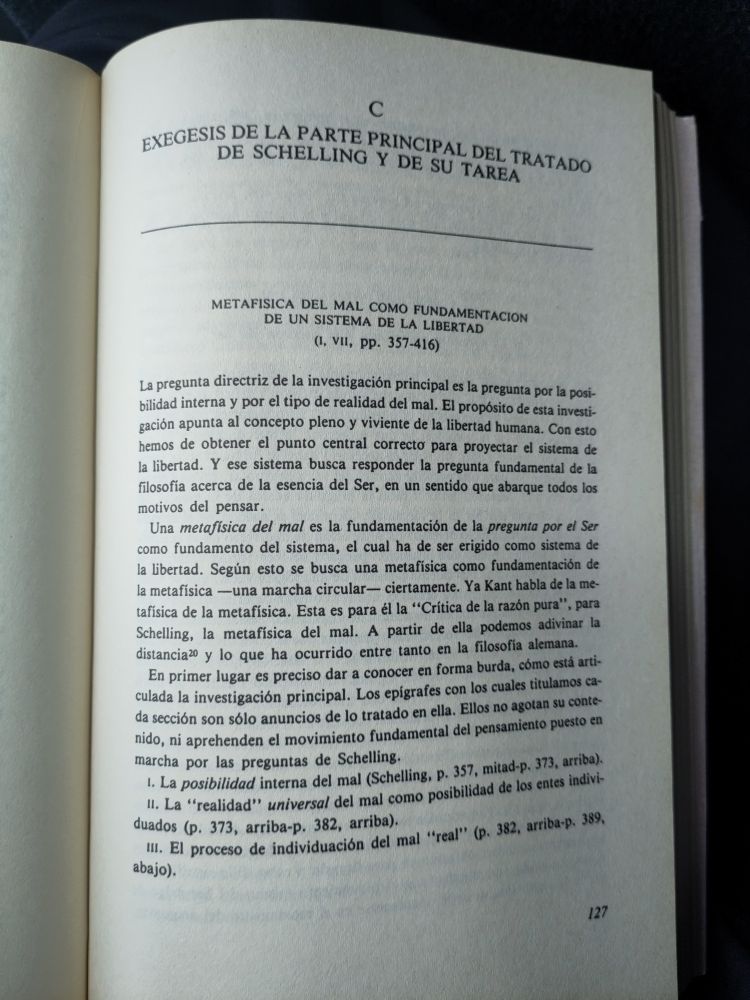 C
EXEGESIS DE LA PARTE PRINCIPAL DEL TRATADO
DE SCHELLING Y DE SU TAREA
METAFISICA DEL MAL COMO FUNDAMENTACION
DE UN SISTEMA DE LA LIBERTAD
(I, VII, pp. 357-416)
La pregunta directriz de la investigación principal es la pregunta por la posi-
bilidad interna y por el tipo de realidad del mal. El propósito de esta investi-
gación apunta al concepto pleno y viviente de la libertad humana. Con esto
hemos de obtener el punto central correcto para proyectar el sistema de
la libertad. Y ese sistema busca responder la pregunta fundamental de la
filosofía acerca de la esencia del Ser, en un sentido que abarque todos los
motivos del pensar.
Una metafísica del mal es la fundamentación de la pregunta por el Ser
como fundamento del sistema, el cual ha de ser erigido como sistema de
la libertad. Según esto se busca una metafísica como fundamentación de
la metafísica —una marcha circular— ciertamente. Ya Kant habla de la me-
tafísica de la metafísica. Esta es para él la "Crítica de la razón pura", para
Schelling, la metafísica del mal. A partir de ella podemos adivinar la
distancia²⁰ y lo que ha ocurrido entre tanto en la filosofía alemana.
En primer lugar es preciso dar a conocer en forma burda, cómo está arti-
culada la investigación principal. Los epígrafes con los cuales titulamos ca-
da sección son sólo anuncios de lo tratado en ella. Ellos no agotan su conte-
nido, ni aprehenden el movimiento fundamental del pensamiento puesto en
marcha por las preguntas de Schelling.
I. La posibilidad interna del mal (Schelling, p. 357, mitad-p. 373, arriba).
II. La "realidad" universal del mal como posibilidad de los entes indivi-
duados (p. 373, arriba-p. 382, arriba).
III. El proceso de individuación del mal "real" (p. 382, arriba-p. 389,
abajo).
127